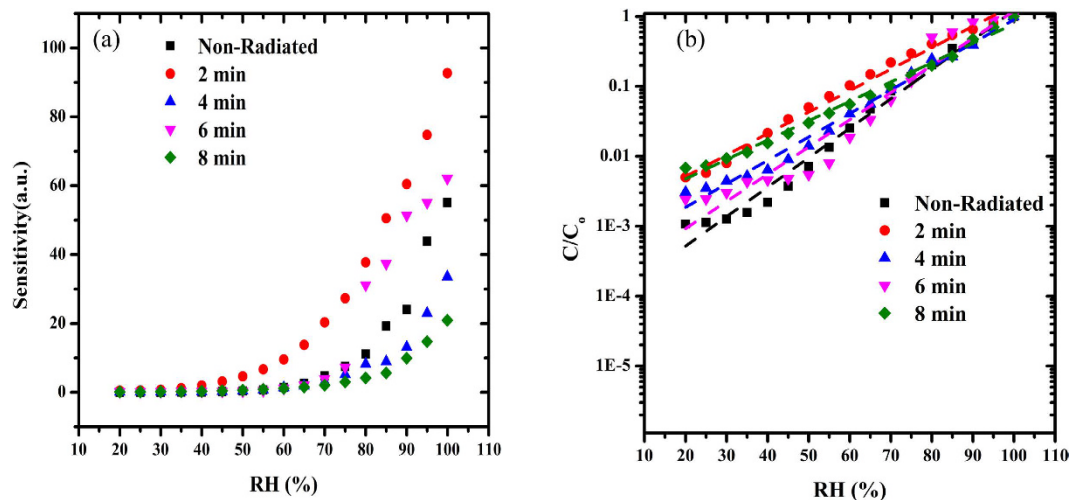 (a)
Non-Radiated
2 min
4 min
6 min
8 min
100
80
60
40
20
0
Sensitivity(a.u.)
10 20 30 40 50 60 70 80 90 100 110
RH (%)
(b)
1
0.1
0.01
1E-3
1E-4
1E-5
C/Co
Non-Radiated
2 min
4 min
6 min
8 min
10 20 30 40 50 60 70 80 90 100 110
RH (%)